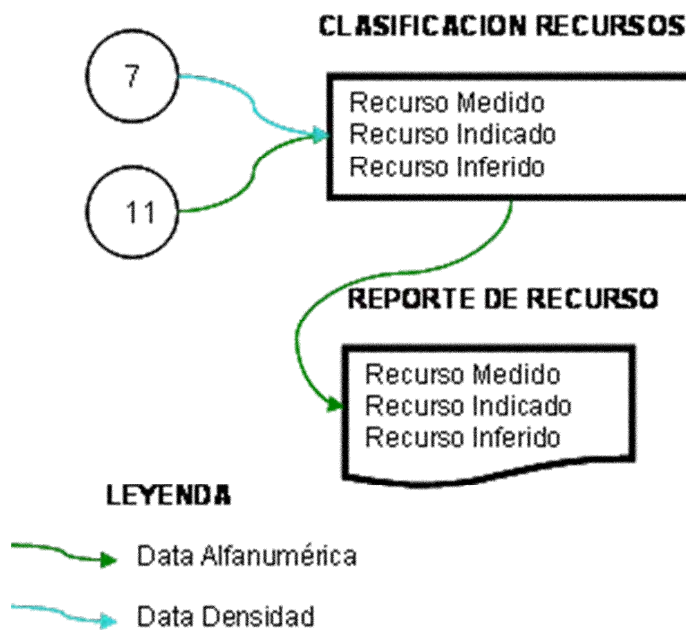 CLASIFICACION RECURSOS
7
Recurso Medido
Recurso Indicado
Recurso Inferido
11
REPORTE DE RECURSO
Recurso Medido
Recurso Indicado
Recurso Inferido
LEYENDA
Data Alfanumérica
Data Densidad